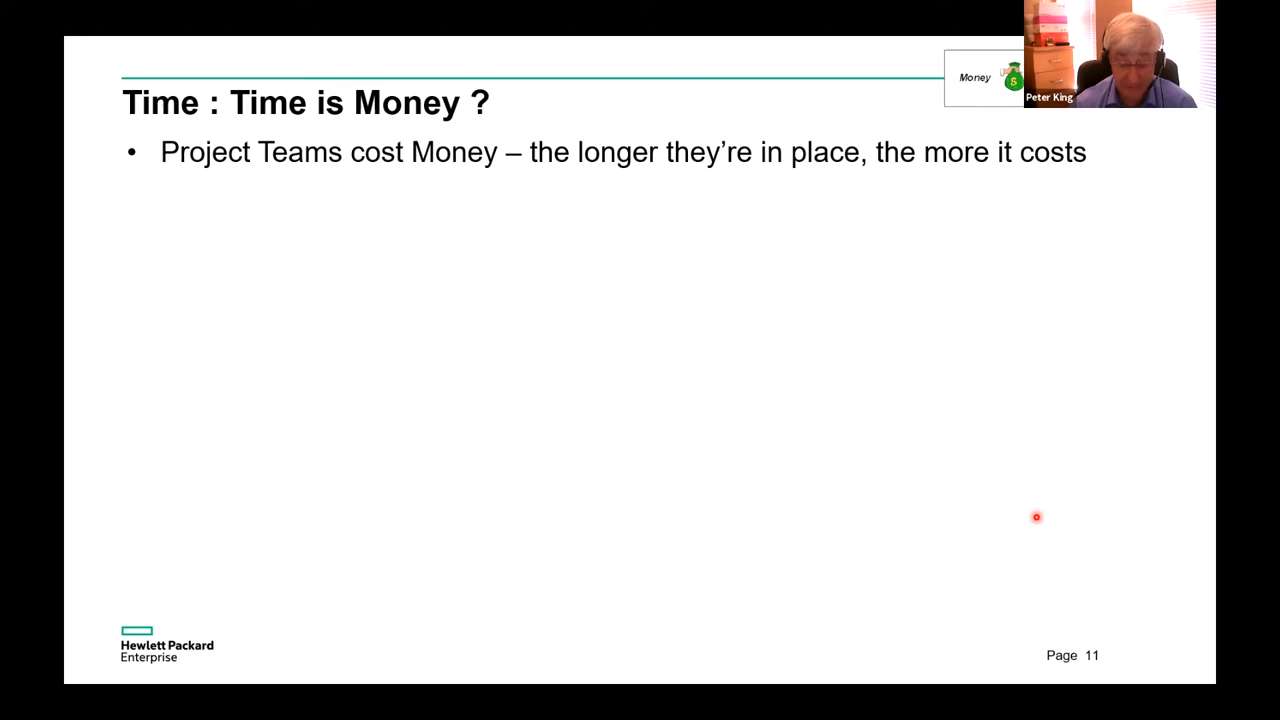 Money
$
Peter King
Time : Time is Money ?
• Project Teams cost Money – the longer they're in place, the more it costs
Hewlett Packard
Enterprise
Page 11